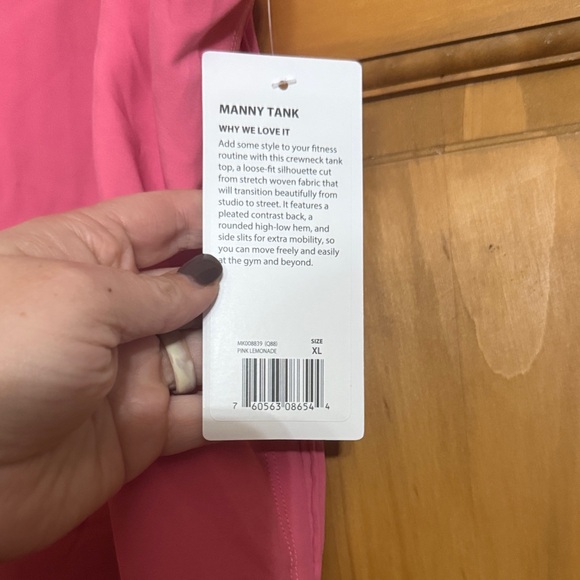 MANNY TANK
WHY WE LOVE IT
Add some style to your fitness
routine with this crewneck tank
top, a loose-fit silhouette cut
from stretch woven fabric that
will transition beautifully from
studio to street. It features a
pleated contrast back, a
rounded high-low hem, and
side slits for extra mobility, so
you can move freely and easily
at the gym and beyond.
MK008839 (Q88) SIZE
PINK LEMONADE XL
7 60563 08654 4